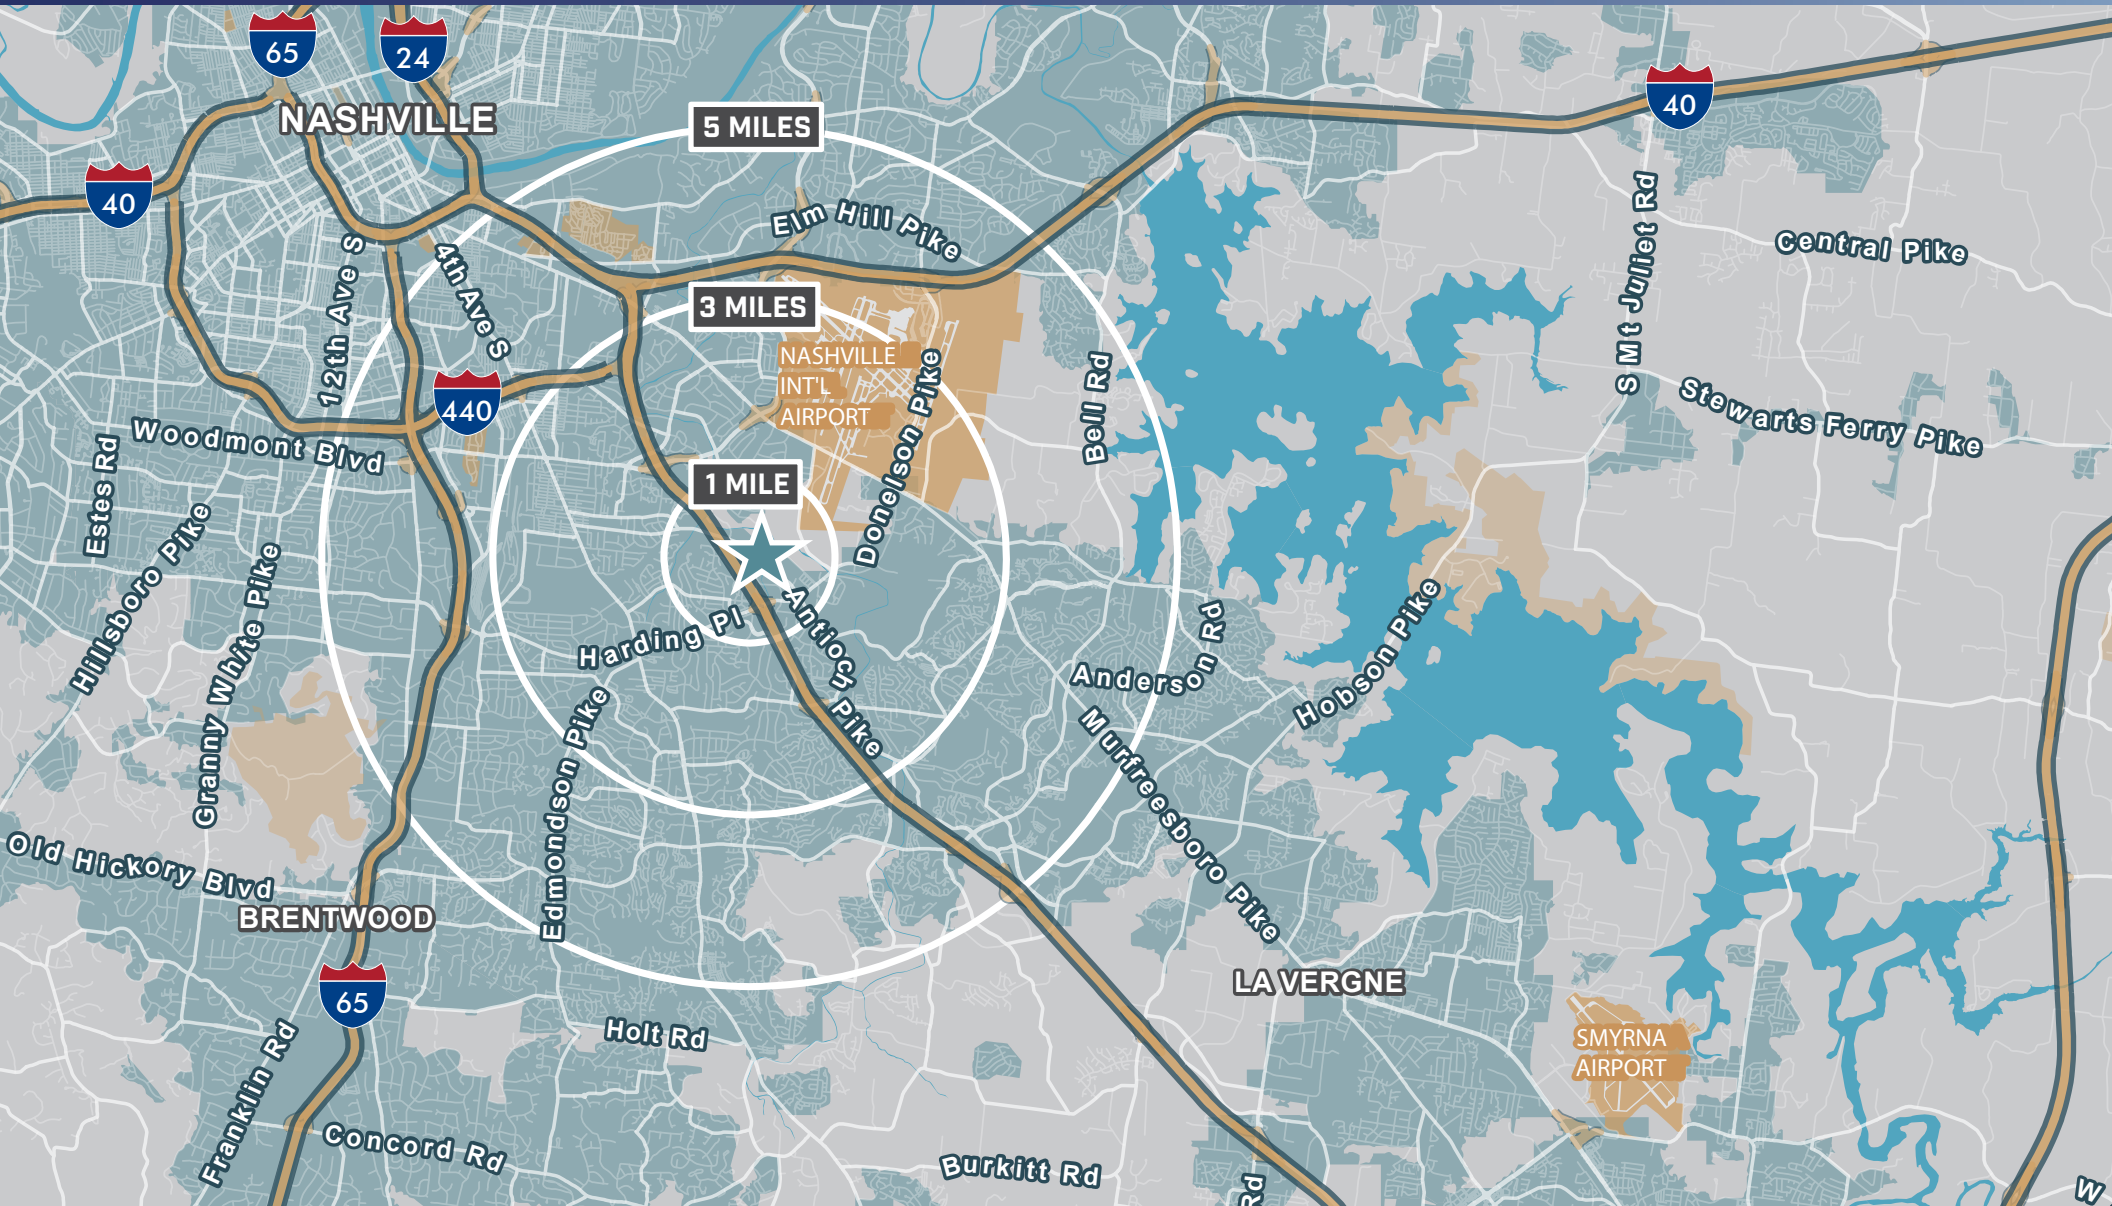 65
24
NASHVILLE
5 MILES
40
40
Elm Hill Pike
S Mt Juliet Rd
Central Pike
12th Ave S
4th Ave S
3 MILES
NASHVILLE
INT'L
AIRPORT
440
Donelson Pike
Bell Rd
Stewarts Ferry Pike
Woodmont Blvd
Estes Rd
1 MILE
Hillsboro Pike
Granny White Pike
Harding Pl
Antioch Pike
Anderson Rd
Hobson Pike
Edmondson Pike
Murfreesboro Pike
Old Hickory Blvd
BRENTWOOD
65
LA VERGNE
Holt Rd
SMYRNA
AIRPORT
Franklin Rd
Concord Rd
Burkitt Rd
Rd
W